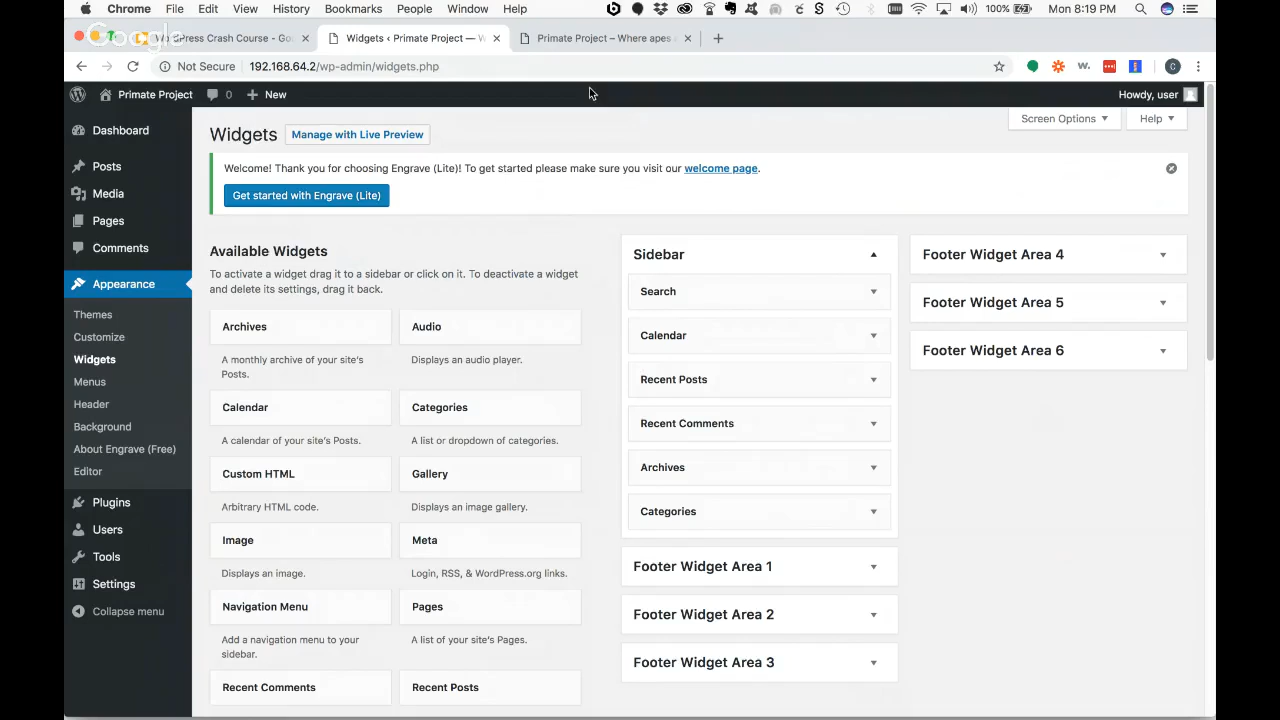 Chrome File Edit View History Bookmarks People Window Help 100% Mon 8:19 PM
Google
WordPress Crash Course - Go
Widgets ‹ Primate Project — W
Primate Project – Where apes
Not Secure 192.168.64.2/wp-admin/widgets.php
Primate Project 0 New
Howdy, user
Dashboard
Posts
Media
Pages
Comments
Appearance
Themes
Customize
Widgets
Menus
Header
Background
About Engrave (Free)
Editor
Plugins
Users
Tools
Settings
Collapse menu
Screen Options
Help
Widgets
Manage with Live Preview
Welcome! Thank you for choosing Engrave (Lite)! To get started please make sure you visit our welcome page.
Get started with Engrave (Lite)
Available Widgets
To activate a widget drag it to a sidebar or click on it. To deactivate a widget
and delete its settings, drag it back.
Archives
A monthly archive of your site's
Posts.
Audio
Displays an audio player.
Calendar
A calendar of your site's Posts.
Categories
A list or dropdown of categories.
Custom HTML
Arbitrary HTML code.
Gallery
Displays an image gallery.
Image
Displays an image.
Meta
Login, RSS, & WordPress.org links.
Navigation Menu
Add a navigation menu to your
sidebar.
Pages
A list of your site's Pages.
Recent Comments
Recent Posts
Sidebar
Search
Calendar
Recent Posts
Recent Comments
Archives
Categories
Footer Widget Area 1
Footer Widget Area 2
Footer Widget Area 3
Footer Widget Area 4
Footer Widget Area 5
Footer Widget Area 6